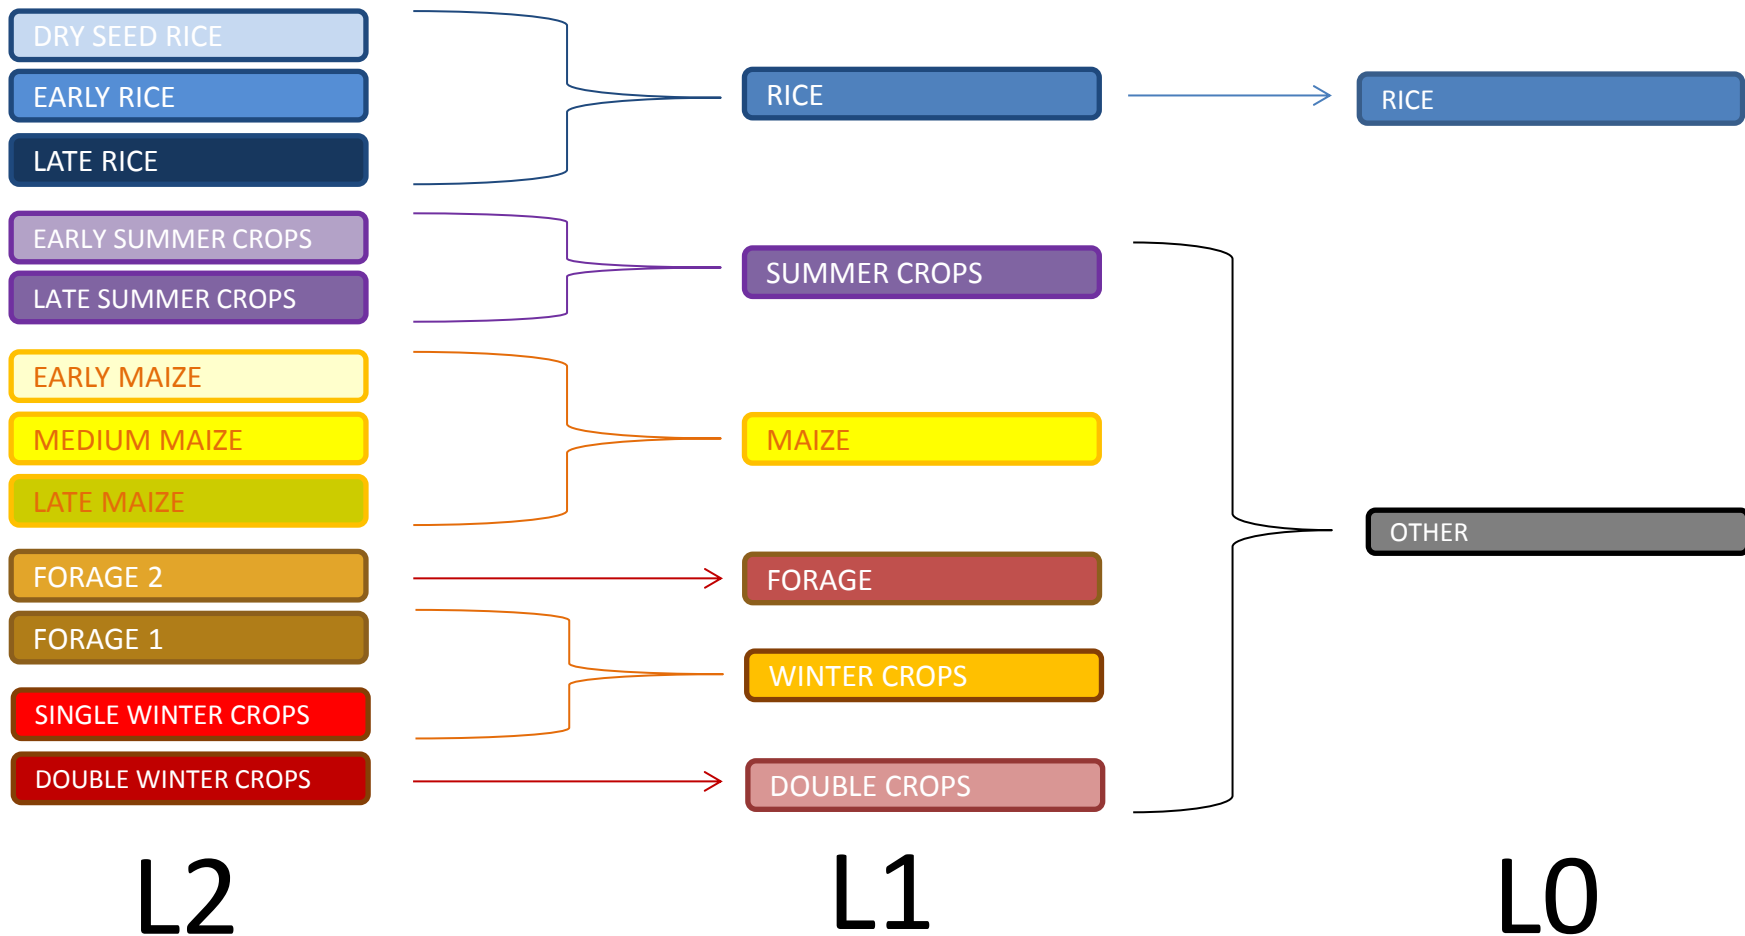 DRY SEED RICE
EARLY RICE
LATE RICE
EARLY SUMMER CROPS
LATE SUMMER CROPS
EARLY MAIZE
MEDIUM MAIZE
LATE MAIZE
FORAGE 2
FORAGE 1
SINGLE WINTER CROPS
DOUBLE WINTER CROPS
L2
RICE
SUMMER CROPS
MAIZE
FORAGE
WINTER CROPS
DOUBLE CROPS
L1
RICE
OTHER
L0